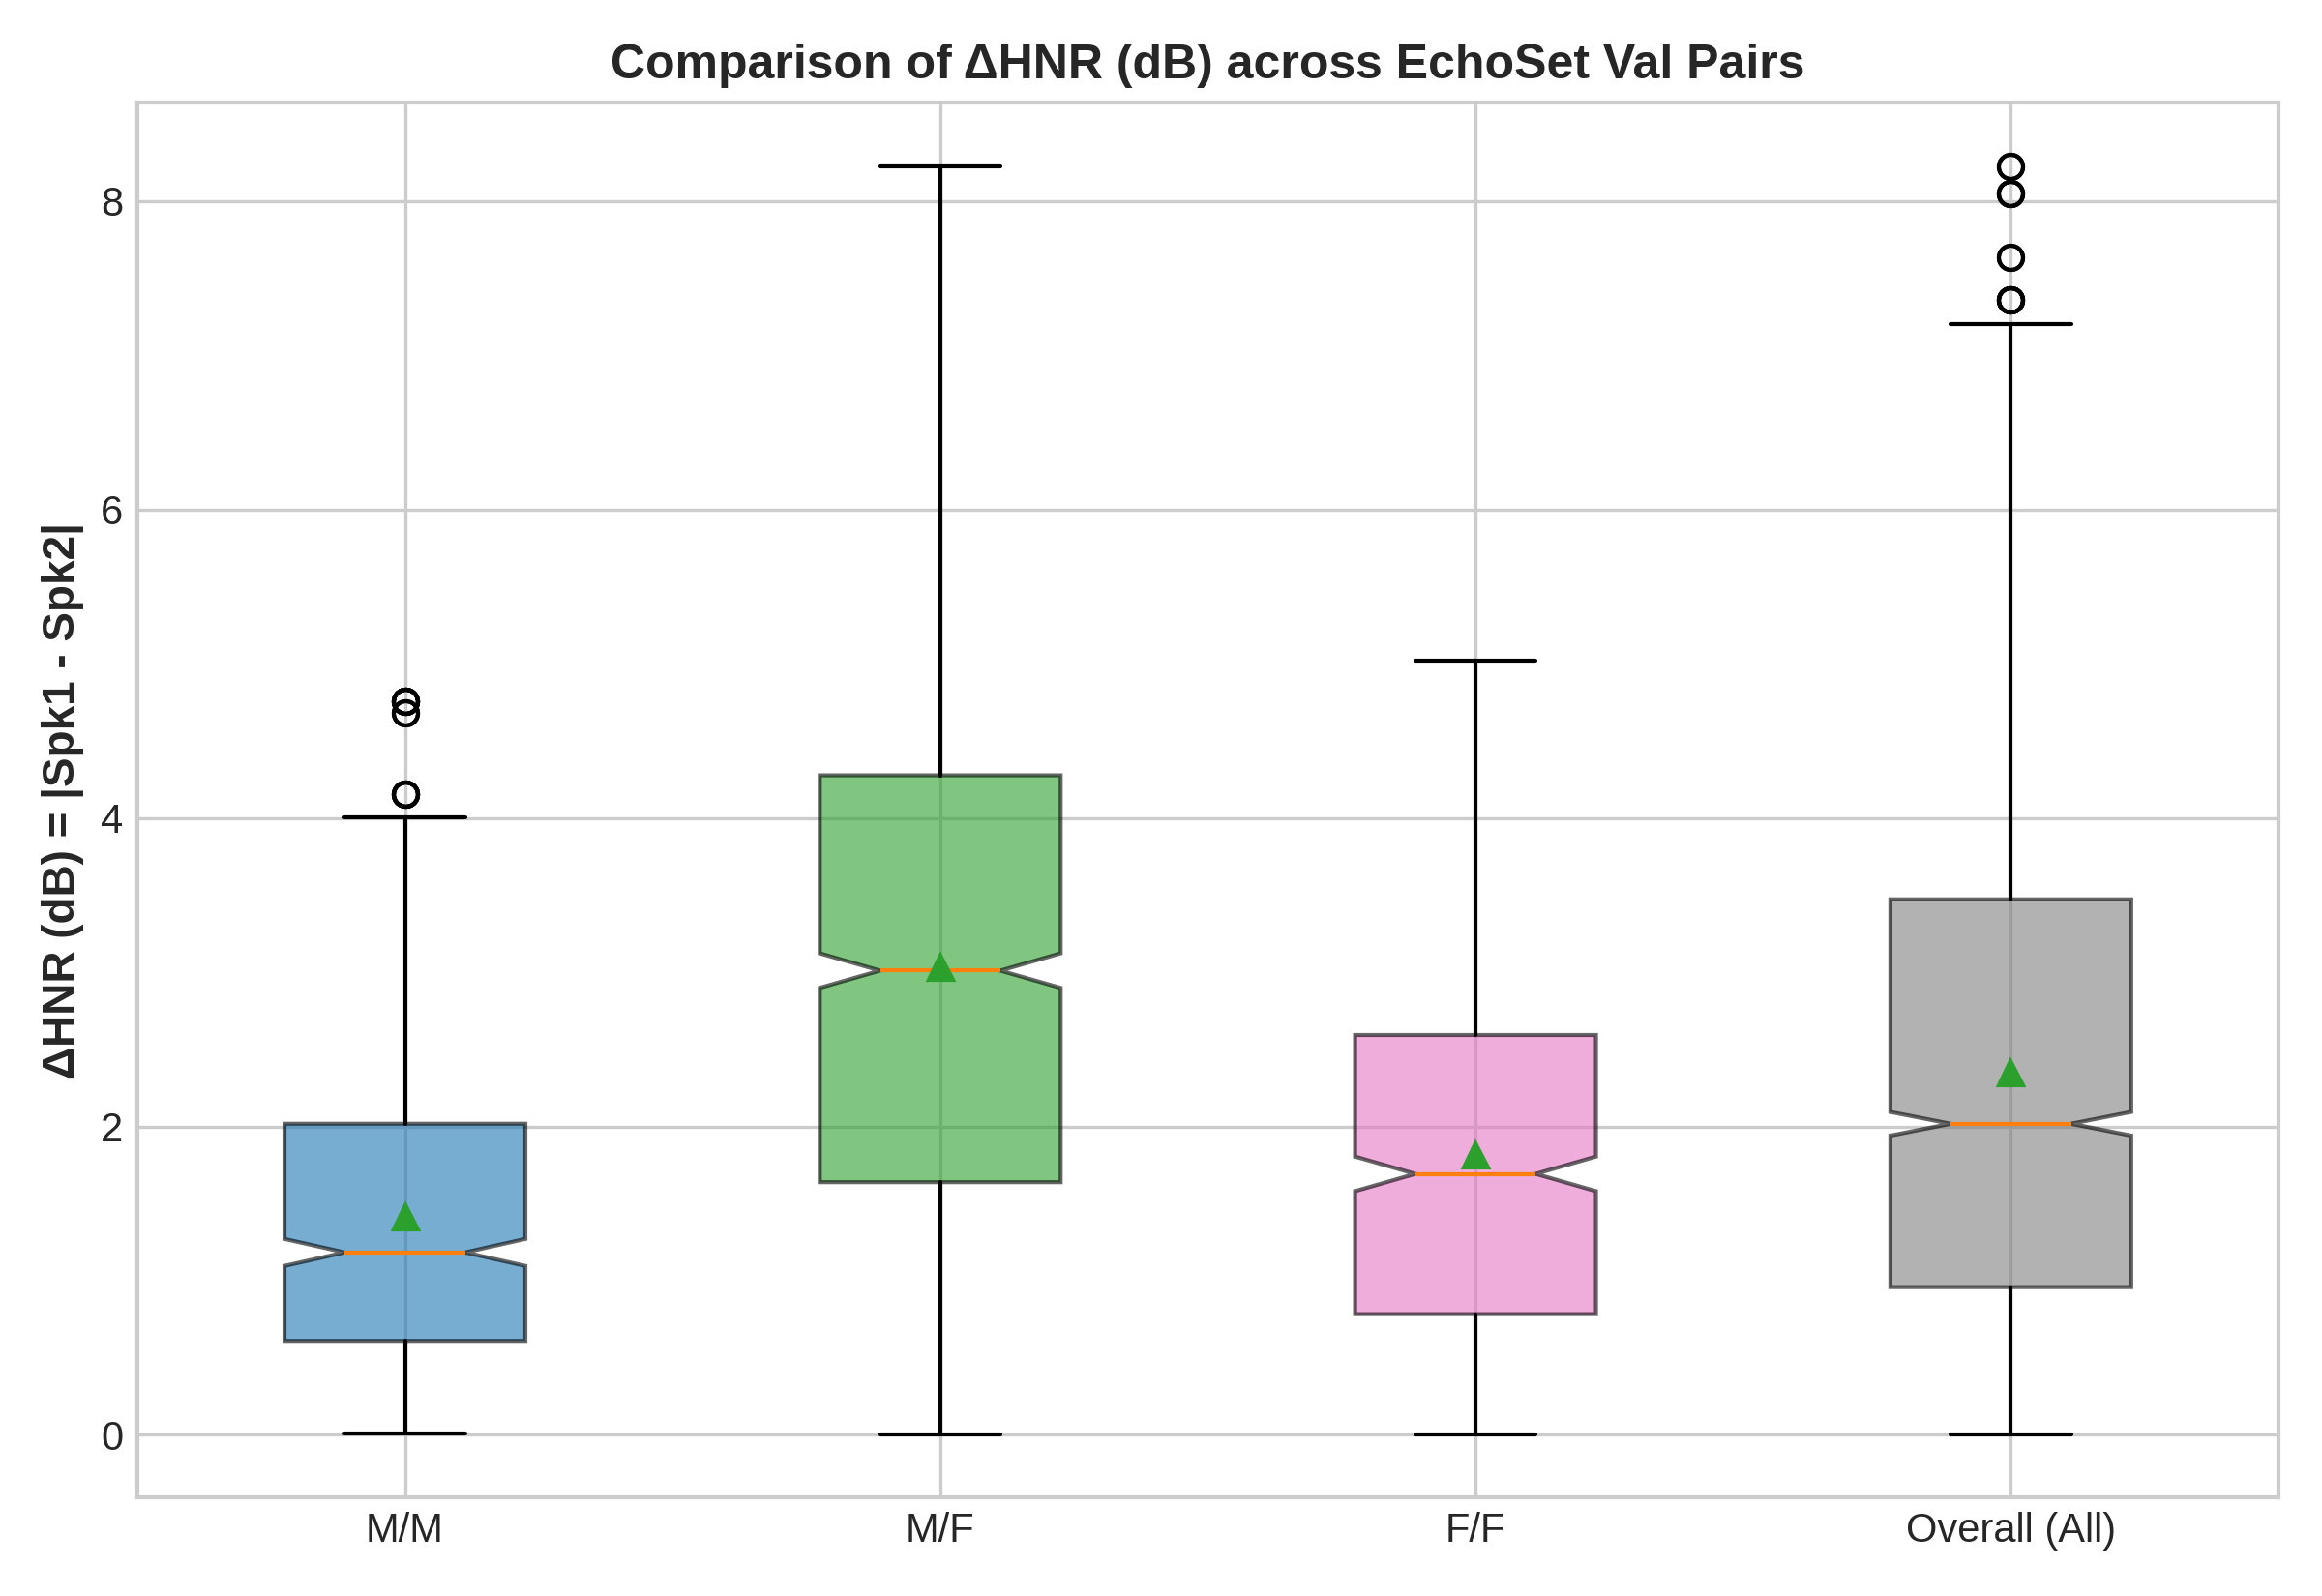 Comparison of ΔHNR (dB) across EchoSet Val Pairs
ΔHNR (dB) = |Spk1 - Spk2|
8
6
4
2
0
M/M
M/F
F/F
Overall (All)